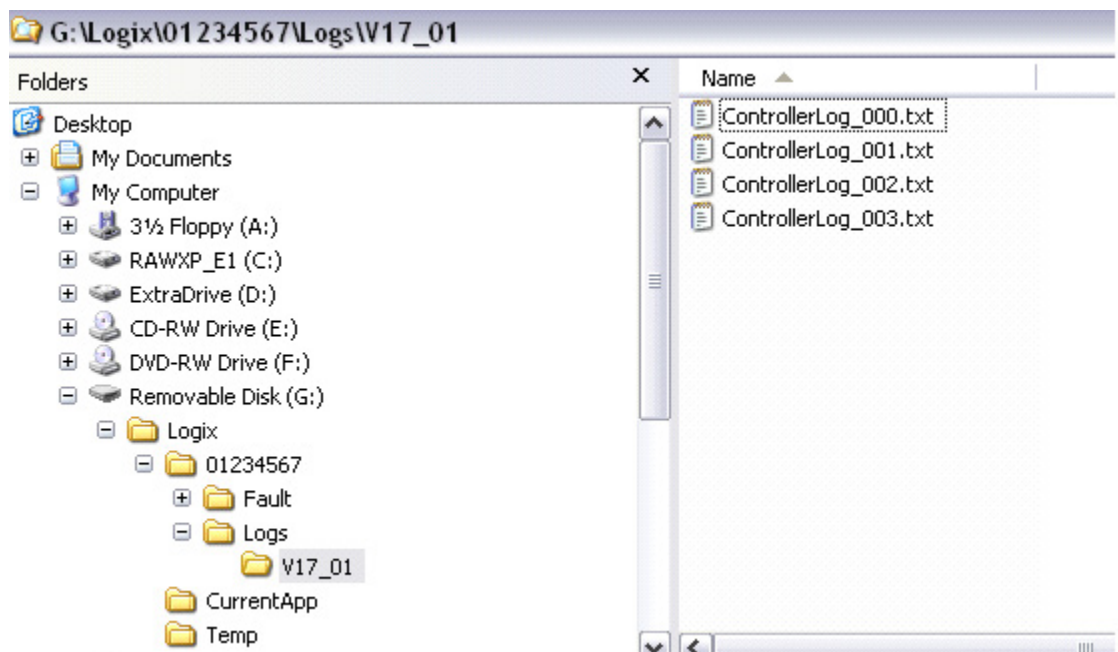 G:\Logix\01234567\Logs\V17_01
Folders
Desktop
My Documents
My Computer
3½ Floppy (A:)
RAWXP_E1 (C:)
ExtraDrive (D:)
CD-RW Drive (E:)
DVD-RW Drive (F:)
Removable Disk (G:)
Logix
01234567
Fault
Logs
V17_01
CurrentApp
Temp
Name
ControllerLog_000.txt
ControllerLog_001.txt
ControllerLog_002.txt
ControllerLog_003.txt